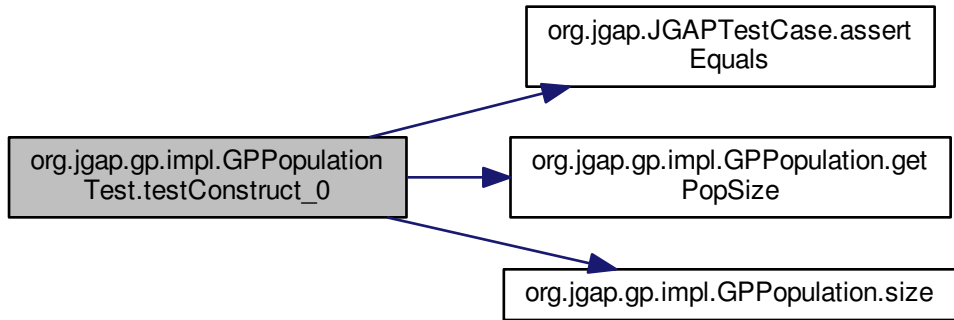 org.jgap.JGAPTestCase.assert
Equals
org.jgap.gp.impl.GPPopulation
Test.testConstruct_0
org.jgap.gp.impl.GPPopulation.get
PopSize
org.jgap.gp.impl.GPPopulation.size